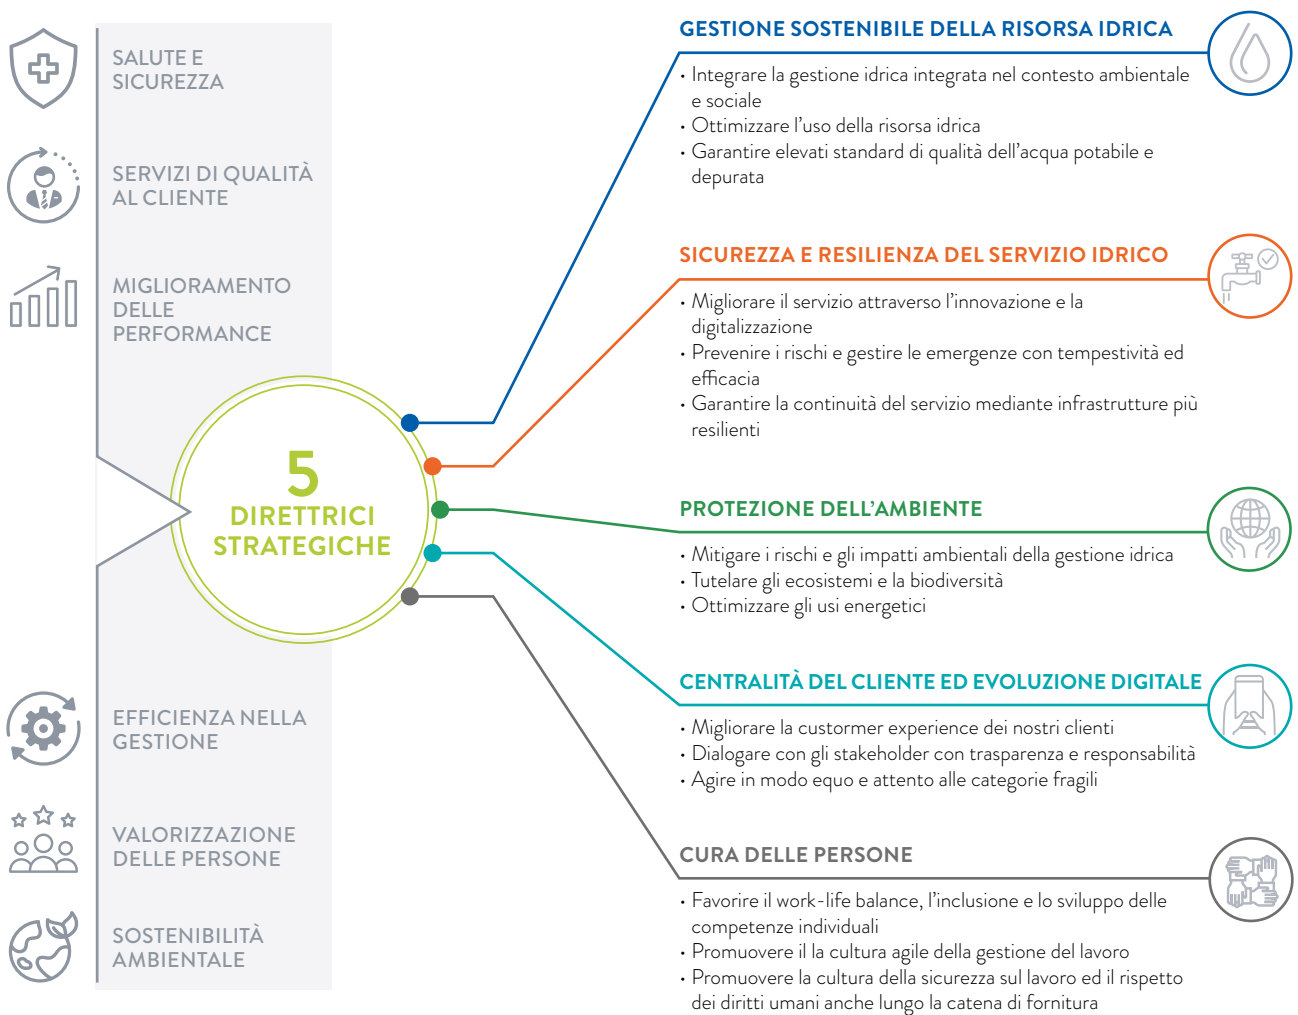 SALUTE E
SICUREZZA
SERVIZI DI QUALITÀ
AL CLIENTE
MIGLIORAMENTO
DELLE
PERFORMANCE
EFFICIENZA NELLA
GESTIONE
VALORIZZAZIONE
DELLE PERSONE
SOSTENIBILITÀ
AMBIENTALE
5
DIRETTRICI
STRATEGICHE
GESTIONE SOSTENIBILE DELLA RISORSA IDRICA
• Integrare la gestione idrica integrata nel contesto ambientale
e sociale
• Ottimizzare l’uso della risorsa idrica
• Garantire elevati standard di qualità dell’acqua potabile e
depurata
SICUREZZA E RESILIENZA DEL SERVIZIO IDRICO
• Migliorare il servizio attraverso l’innovazione e la
digitalizzazione
• Prevenire i rischi e gestire le emergenze con tempestività ed
efficacia
• Garantire la continuità del servizio mediante infrastrutture più
resilienti
PROTEZIONE DELL’AMBIENTE
• Mitigare i rischi e gli impatti ambientali della gestione idrica
• Tutelare gli ecosistemi e la biodiversità
• Ottimizzare gli usi energetici
CENTRALITÀ DEL CLIENTE ED EVOLUZIONE DIGITALE
• Migliorare la custormer experience dei nostri clienti
• Dialogare con gli stakeholder con trasparenza e responsabilità
• Agire in modo equo e attento alle categorie fragili
CURA DELLE PERSONE
• Favorire il work-life balance, l’inclusione e lo sviluppo delle
competenze individuali
• Promuovere il la cultura agile della gestione del lavoro
• Promuovere la cultura della sicurezza sul lavoro ed il rispetto
dei diritti umani anche lungo la catena di fornitura